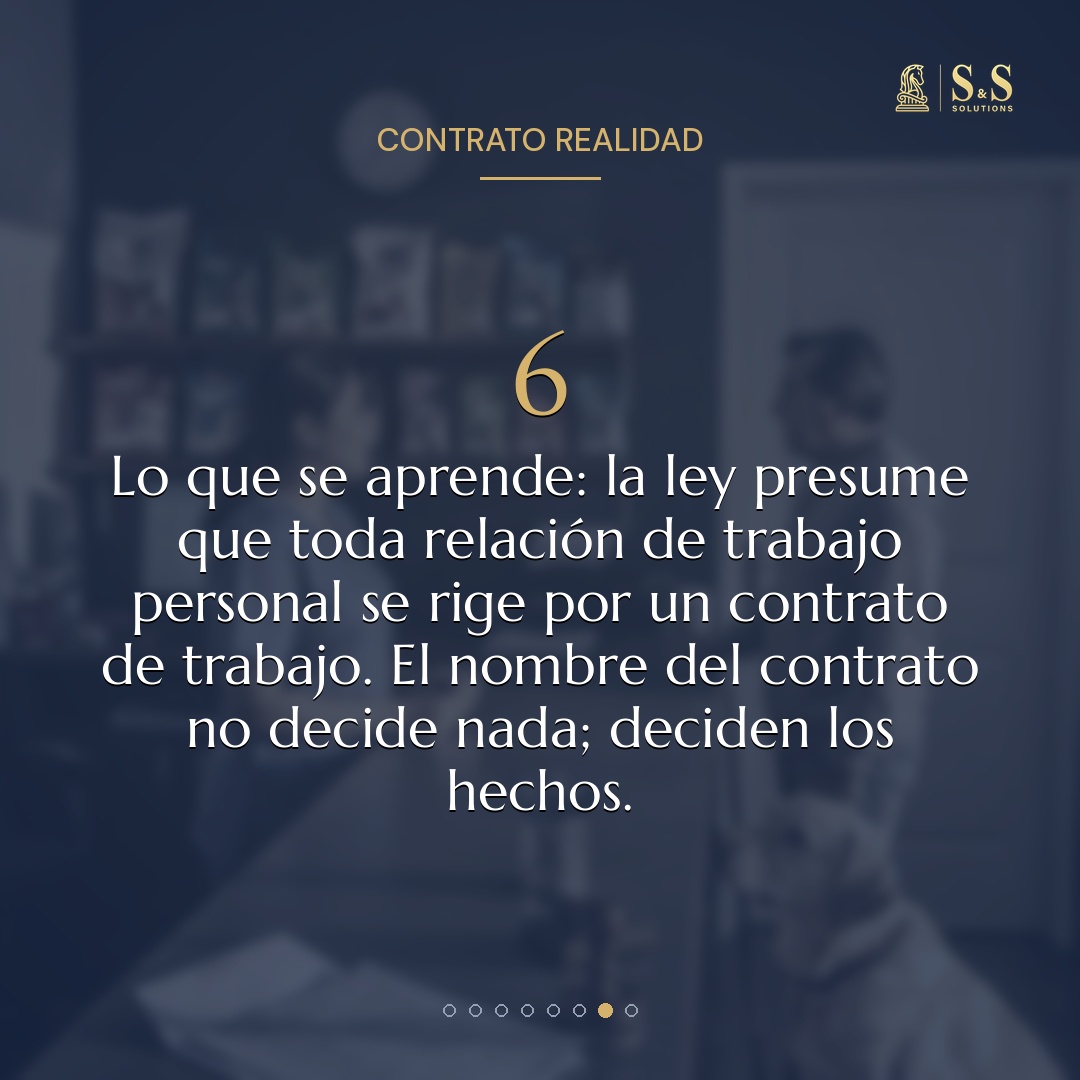 S&S
SOLUTIONS
CONTRATO REALIDAD
6
Lo que se aprende: la ley presume
que toda relación de trabajo
personal se rige por un contrato
de trabajo. El nombre del contrato
no decide nada; deciden los
hechos.